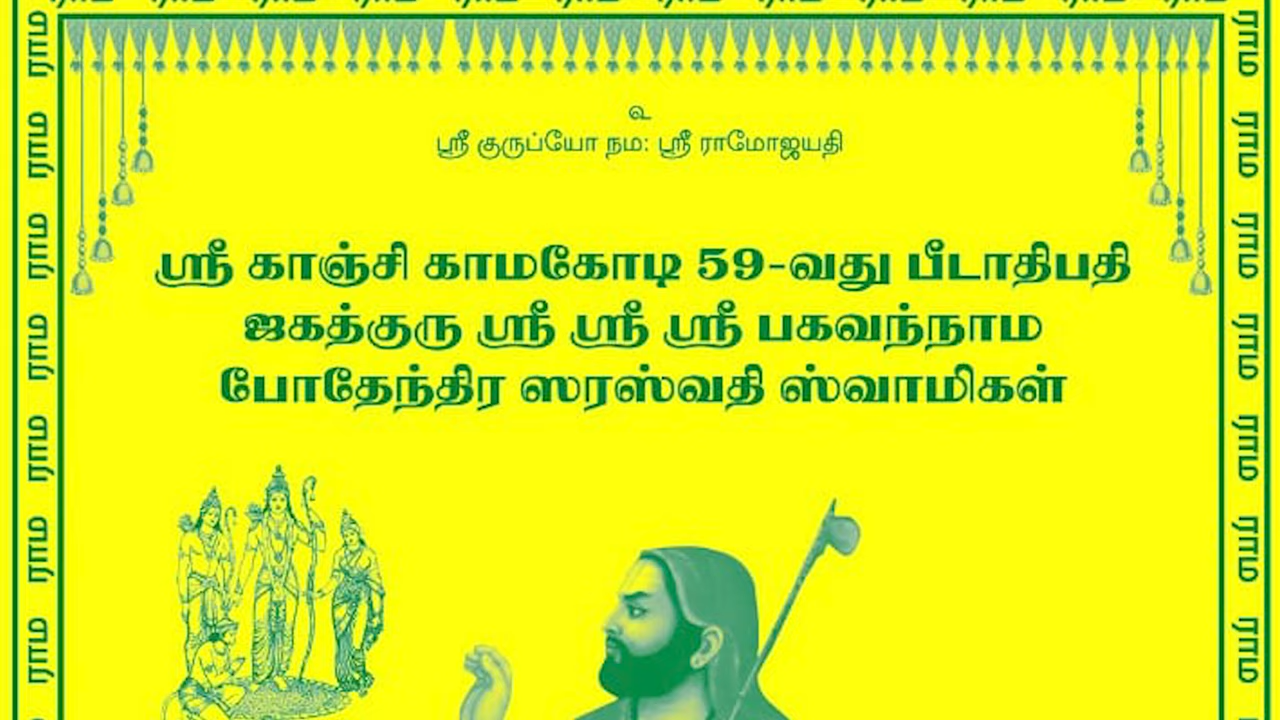 ராம ராம ராம ராம ராம ராம ராம ராம ராம ராம ராம ராம
உ
ஸ்ரீ குருப்யோ நம: ஸ்ரீ ராமோஜயதி
ஸ்ரீ காஞ்சி காமகோடி 59-வது பீடாதிபதி
ஜகத்குரு ஸ்ரீ ஸ்ரீ ஸ்ரீ பகவந்நாம
போதேந்திர ஸரஸ்வதி ஸ்வாமிகள்
ராம ராம ராம ராம ராம ராம ராம
ராம ராம ராம ராம ராம ராம ராம